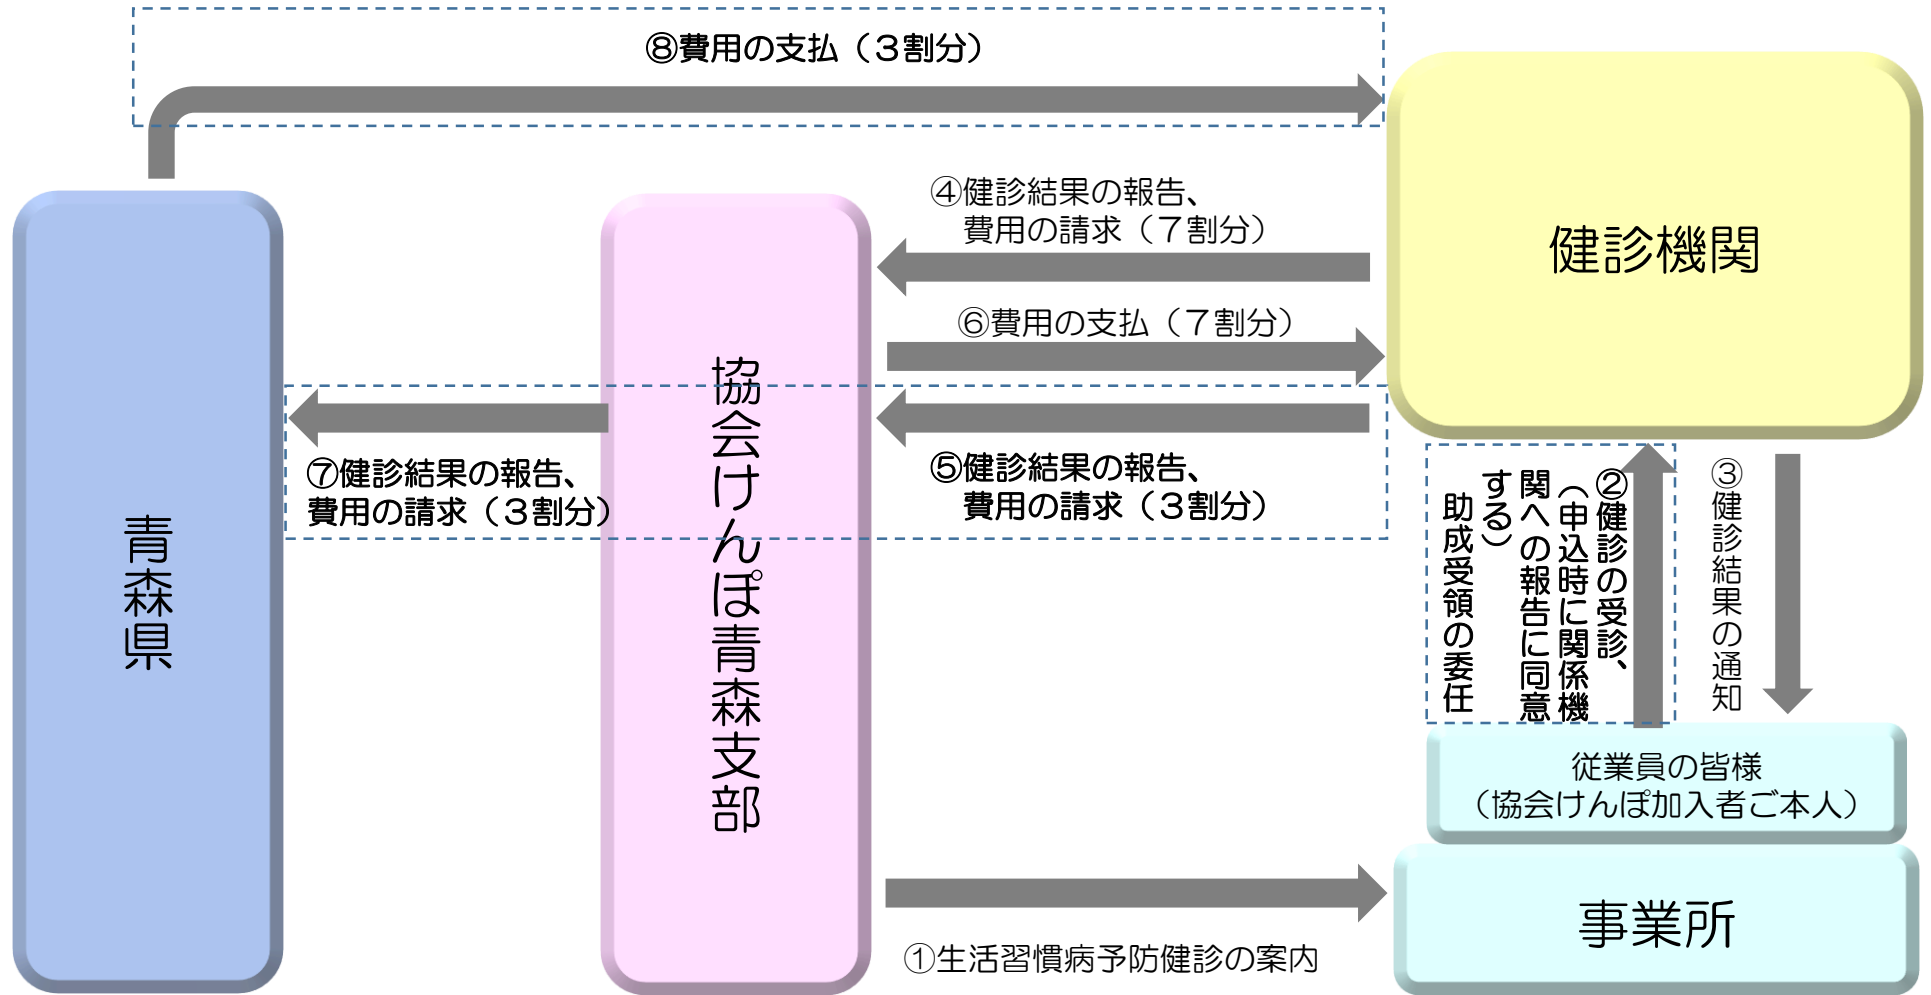 ⑧費用の支払（３割分）
健診機関
④健診結果の報告、
費用の請求（７割分）
⑥費用の支払（７割分）
青森県
協会けんぽ青森支部
⑦健診結果の報告、
費用の請求（３割分）
⑤健診結果の報告、
費用の請求（３割分）
②健診の受診、
（申込時に関係機
関への報告に同意
する）
助成受領の委任
③健診結果の通知
従業員の皆様
（協会けんぽ加入者ご本人）
事業所
①生活習慣病予防健診の案内